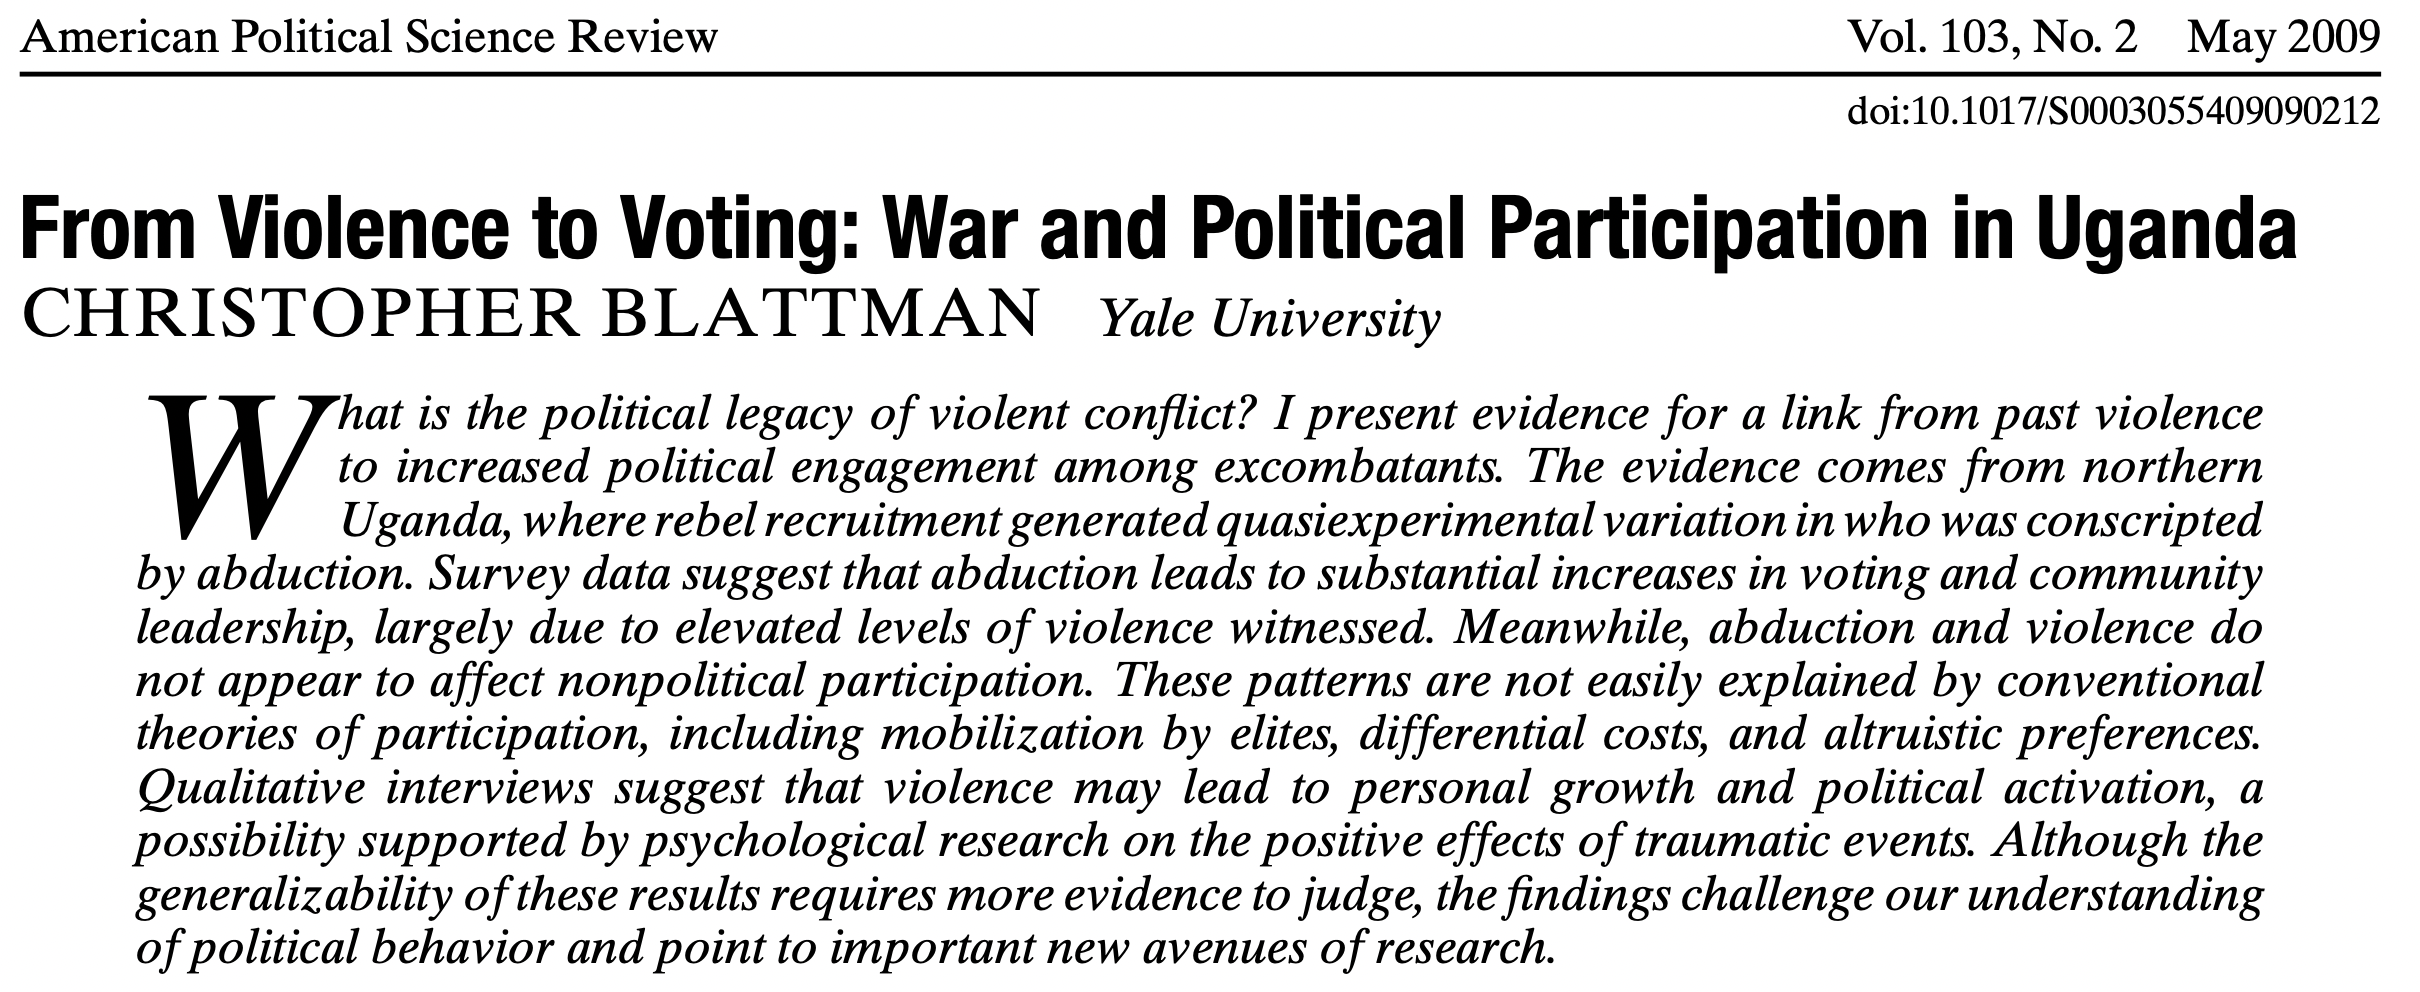 American Political Science Review Vol. 103, No. 2 May 2009
doi:10.1017/S0003055409090212
From Violence to Voting: War and Political Participation in Uganda
CHRISTOPHER BLATTMAN Yale University
What is the political legacy of violent conflict? I present evidence for a link from past violence
to increased political engagement among excombatants. The evidence comes from northern
Uganda, where rebel recruitment generated quasiexperimental variation in who was conscripted
by abduction. Survey data suggest that abduction leads to substantial increases in voting and community
leadership, largely due to elevated levels of violence witnessed. Meanwhile, abduction and violence do
not appear to affect nonpolitical participation. These patterns are not easily explained by conventional
theories of participation, including mobilization by elites, differential costs, and altruistic preferences.
Qualitative interviews suggest that violence may lead to personal growth and political activation, a
possibility supported by psychological research on the positive effects of traumatic events. Although the
generalizability of these results requires more evidence to judge, the findings challenge our understanding
of political behavior and point to important new avenues of research.